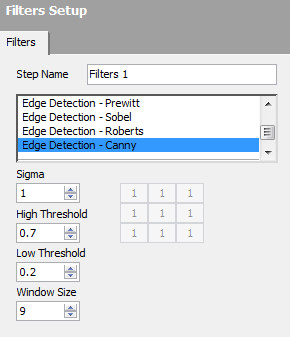 Filters Setup
Filters
Step Name Filters 1
Edge Detection - Prewitt
Edge Detection - Sobel
Edge Detection - Roberts
Edge Detection - Canny
Sigma
1 1 1 1
High Threshold 1 1 1
0.7 1 1 1
Low Threshold
0.2
Window Size
9